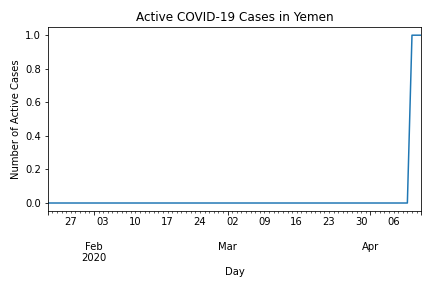 Active COVID-19 Cases in Yemen
Number of Active Cases
1.0
0.8
0.6
0.4
0.2
0.0
27 03 10 17 24 02 09 16 23 30 06
Feb Mar Apr
2020
Day